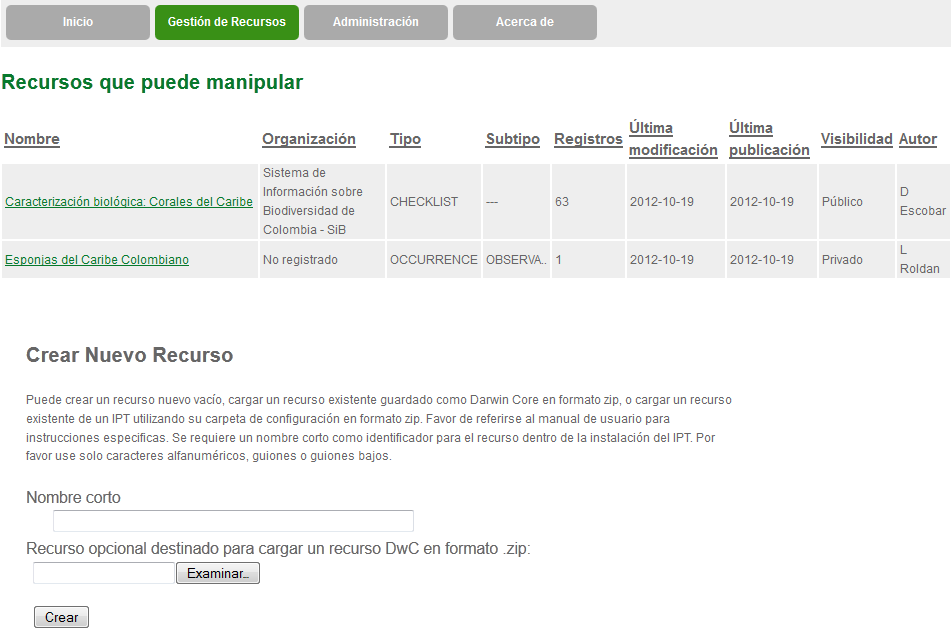 Inicio Gestión de Recursos Administración Acerca de
Recursos que puede manipular
Nombre Organización Tipo Subtipo Registros Última modificación Última publicación Visibilidad Autor
Caracterización biológica: Corales del Caribe
Sistema de
Información sobre
Biodiversidad de
Colombia - SiB
CHECKLIST --- 63 2012-10-19 2012-10-19 Público
D
Escobar
Esponjas del Caribe Colombiano No registrado OCCURRENCE OBSERVA.. 1 2012-10-19 2012-10-19 Privado
L
Roldan
Crear Nuevo Recurso
Puede crear un recurso nuevo vacío, cargar un recurso existente guardado como Darwin Core en formato zip, o cargar un recurso
existente de un IPT utilizando su carpeta de configuración en formato zip. Favor de referirse al manual de usuario para
instrucciones especificas. Se requiere un nombre corto como identificador para el recurso dentro de la instalación del IPT. Por
favor use solo caracteres alfanuméricos, guiones o guiones bajos.
Nombre corto
Recurso opcional destinado para cargar un recurso DwC en formato .zip:
Examinar...
Crear